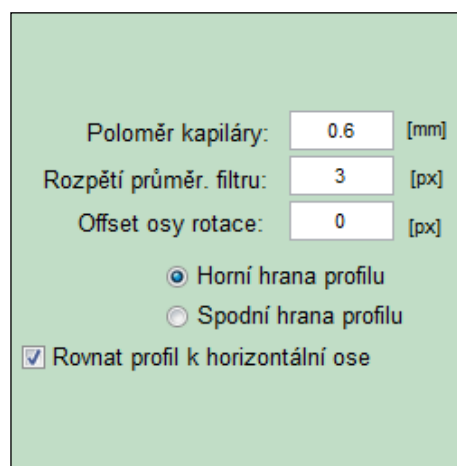 Poloměr kapiláry: 0.6 [mm]
Rozpětí průměr. filtru: 3 [px]
Offset osy rotace: 0 [px]
Horní hrana profilu
Spodní hrana profilu
Rovnat profil k horizontální ose